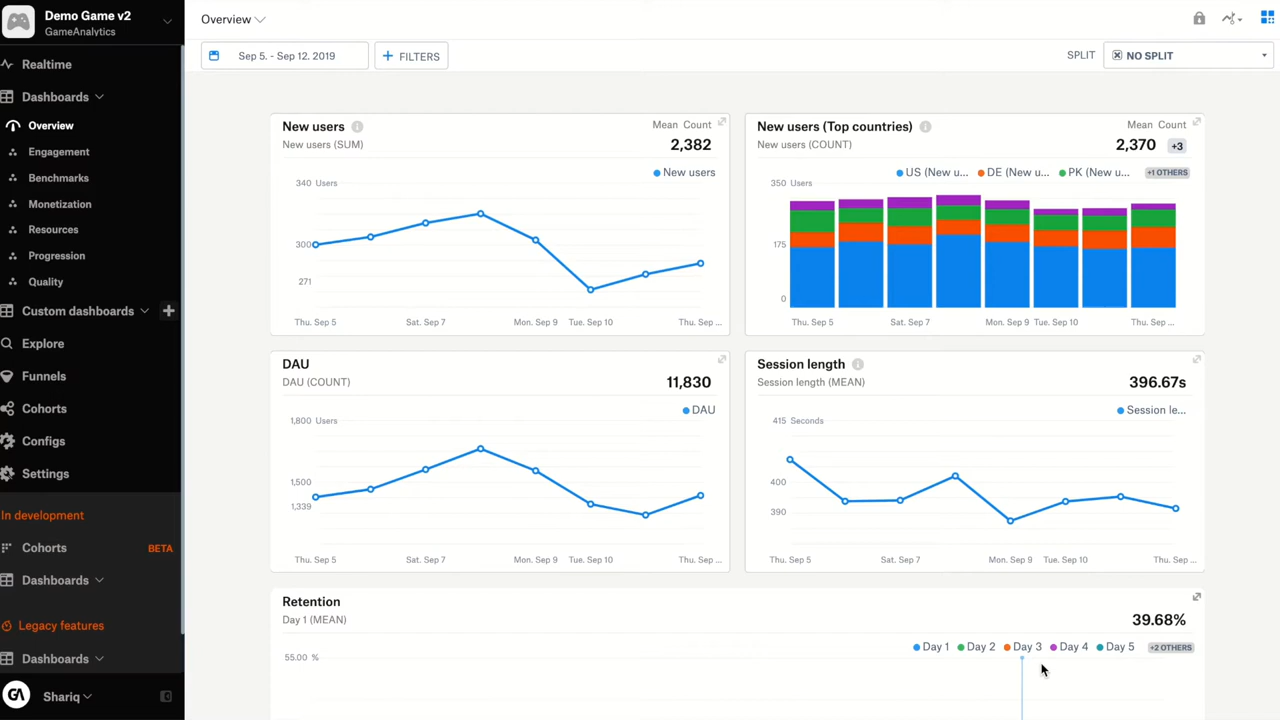 Demo Game v2
GameAnalytics
Realtime
Dashboards
Overview
Engagement
Benchmarks
Monetization
Resources
Progression
Quality
Custom dashboards
Explore
Funnels
Cohorts
Configs
Settings
In development
Cohorts BETA
Dashboards
Legacy features
Dashboards
GA Shariq
Overview
Sep 5. - Sep 12. 2019 + FILTERS SPLIT NO SPLIT
New users Mean Count
New users (SUM) 2,382
New users
340 Users
300
271
Thu. Sep 5 Sat. Sep 7 Mon. Sep 9 Tue. Sep 10 Thu. Sep ...
New users (Top countries) Mean Count
New users (COUNT) 2,370 +3
US (New u... DE (New u... PK (New u... +1 OTHERS
350 Users
175
0
Thu. Sep 5 Sat. Sep 7 Mon. Sep 9 Tue. Sep 10 Thu. Sep ...
DAU
DAU (COUNT) 11,830
DAU
1,800 Users
1,500
1,339
Thu. Sep 5 Sat. Sep 7 Mon. Sep 9 Tue. Sep 10 Thu. Sep ...
Session length
Session length (MEAN) 396.67s
Session le...
415 Seconds
400
390
Thu. Sep 5 Sat. Sep 7 Mon. Sep 9 Tue. Sep 10 Thu. Sep ...
Retention
Day 1 (MEAN) 39.68%
Day 1 Day 2 Day 3 Day 4 Day 5 +2 OTHERS
55.00 %